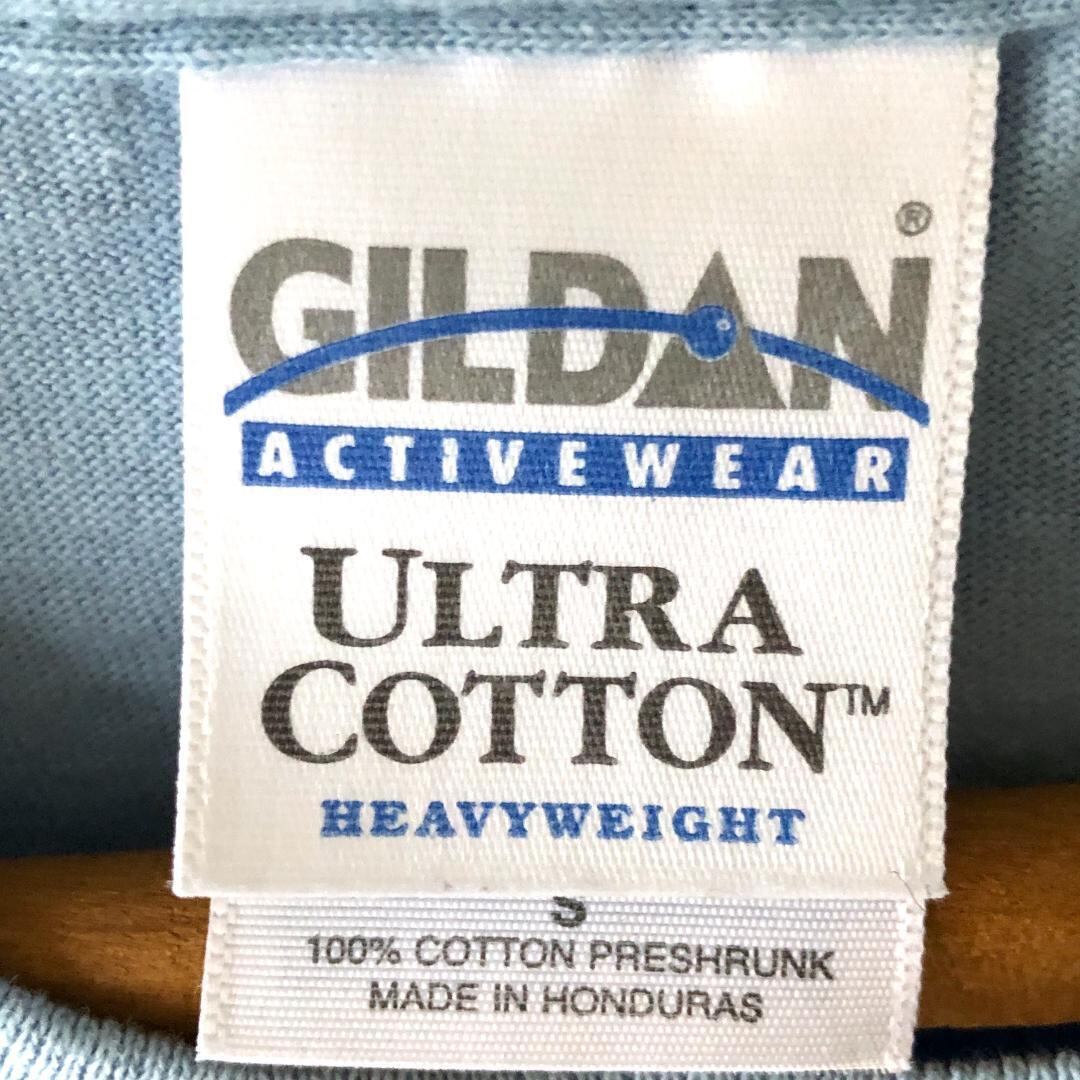 GILDAN®
ACTIVEWEAR
ULTRA
COTTON™
HEAVYWEIGHT
S
100% COTTON PRESHRUNK
MADE IN HONDURAS